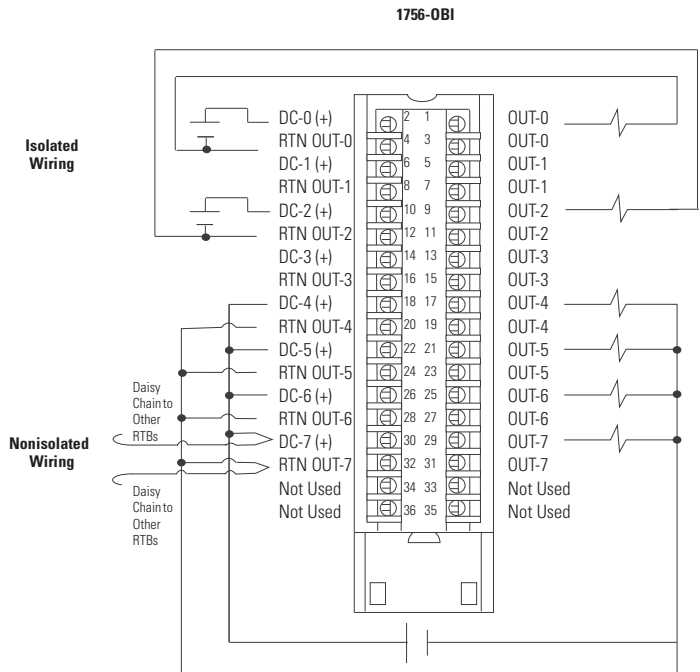 1756-OBI
Isolated
Wiring
DC-0 (+) 2 1 OUT-0
RTN OUT-0 4 3 OUT-0
DC-1 (+) 6 5 OUT-1
RTN OUT-1 8 7 OUT-1
DC-2 (+) 10 9 OUT-2
RTN OUT-2 12 11 OUT-2
DC-3 (+) 14 13 OUT-3
RTN OUT-3 16 15 OUT-3
DC-4 (+) 18 17 OUT-4
RTN OUT-4 20 19 OUT-4
DC-5 (+) 22 21 OUT-5
RTN OUT-5 24 23 OUT-5
DC-6 (+) 26 25 OUT-6
RTN OUT-6 28 27 OUT-6
DC-7 (+) 30 29 OUT-7
RTN OUT-7 32 31 OUT-7
Not Used 34 33 Not Used
Not Used 36 35 Not Used
Nonisolated
Wiring
Daisy
Chain to
Other
RTBs
Daisy
Chain to
Other
RTBs